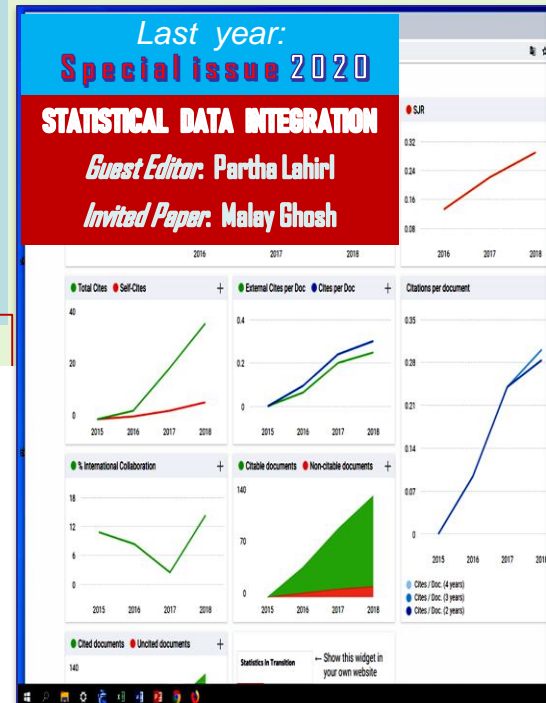 Last year:
Special issue 2020
STATISTICAL DATA INTEGRATION
Guest Editor: Partha Lahirl
Invited Paper: Malay Ghosh
2016 2017 2018
SJR
0.32
0.24
0.16
0.08
2016 2017 2018
Total Cites Self-Cites +
40
20
0
2015 2016 2017 2018
External Cites per Doc Cites per Doc +
0.4
0.2
0
2015 2016 2017 2018
Citations per document
0.35
0.28
0.21
0.14
0.07
0
2015 2016 2017 2018
Cites / Doc. (4 years)
Cites / Doc. (3 years)
Cites / Doc. (2 years)
% International Collaboration +
18
12
6
0
2015 2016 2017 2018
Citable documents Non-citable documents +
140
70
0
2015 2016 2017 2018
Cited documents Uncited documents +
140
Statistics in Transition
← Show this widget in
your own website